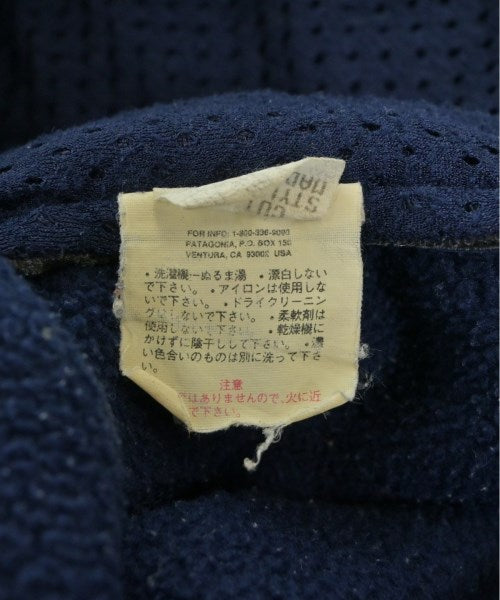 CUT
STYL
MAD
FOR INFO: 1-800-336-9090
PATAGONIA, P.O. BOX 150
VENTURA, CA 93002 USA
・洗濯機ーぬるま湯 ・漂白しない
で下さい。 ・アイロンは使用しな
いで下さい。 ・ドライクリーニン
グはしないで下さい。 ・柔軟剤は
使用しないで下さい。 ・乾燥機に
かけずに陰干しして下さい。 ・濃
い色合いのものは別に洗って下さ
い。
注意
はありませんので、火に近
で下さい。